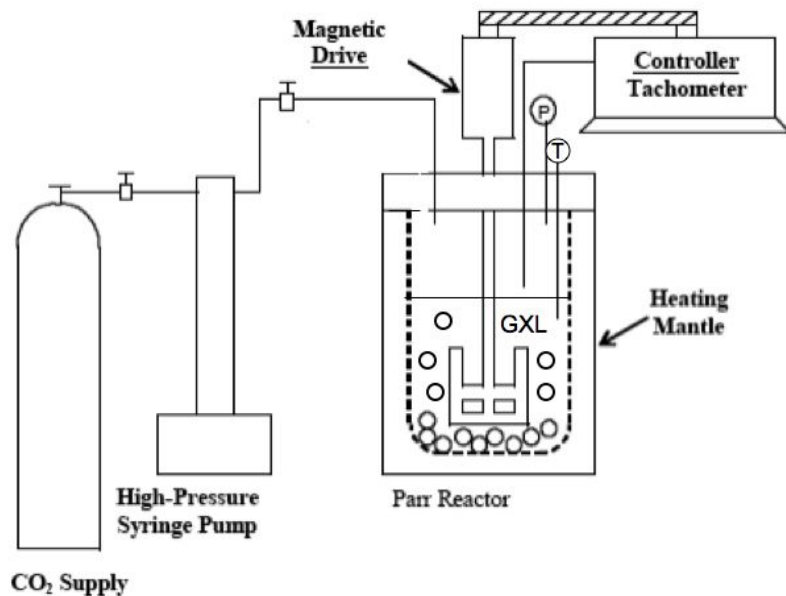 Magnetic
Drive
Controller
Tachometer
P
T
GXL
Heating
Mantle
High-Pressure
Syringe Pump
Parr Reactor
CO₂ Supply